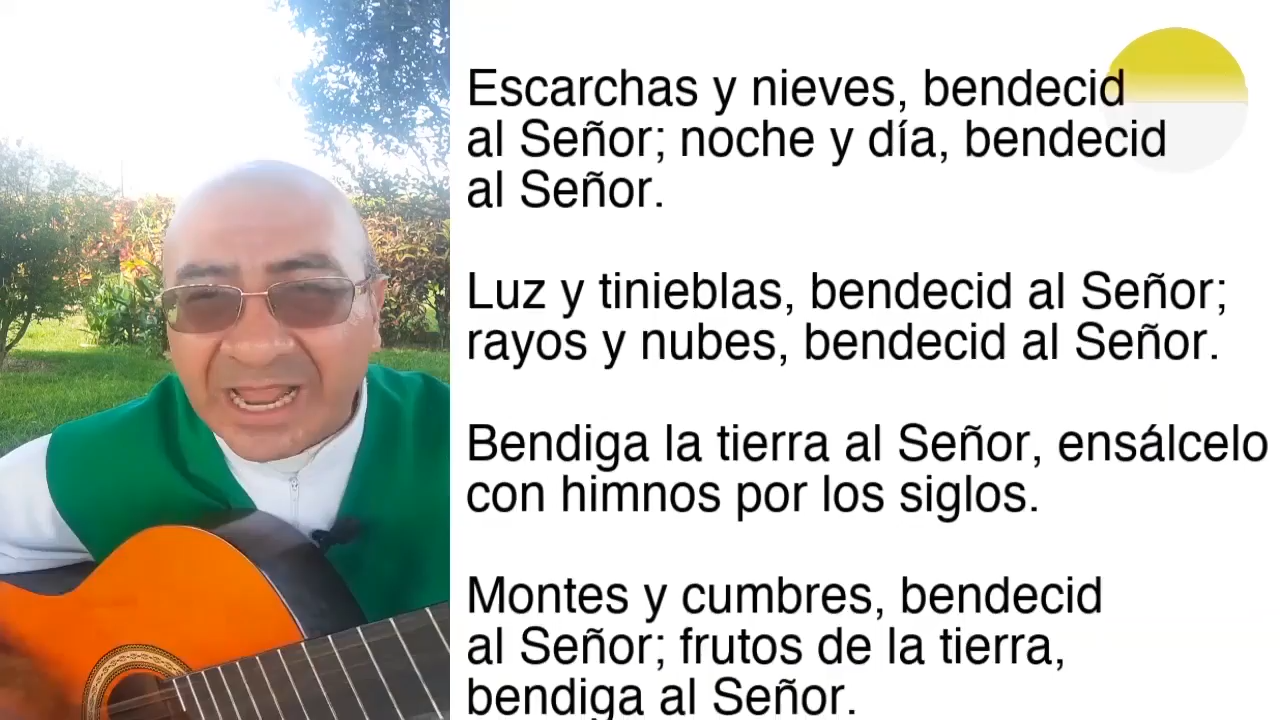 Escarchas y nieves, bendecid
al Señor; noche y día, bendecid
al Señor.
Luz y tinieblas, bendecid al Señor;
rayos y nubes, bendecid al Señor.
Bendiga la tierra al Señor, ensálcelo
con himnos por los siglos.
Montes y cumbres, bendecid
al Señor; frutos de la tierra,
bendiga al Señor.